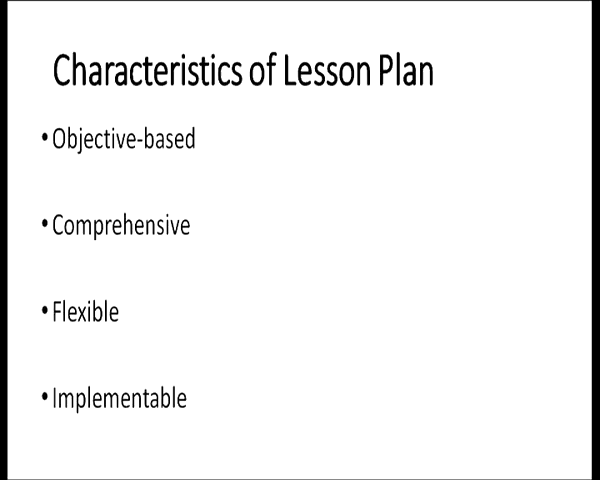 Characteristics of Lesson Plan
• Objective-based
• Comprehensive
• Flexible
• Implementable